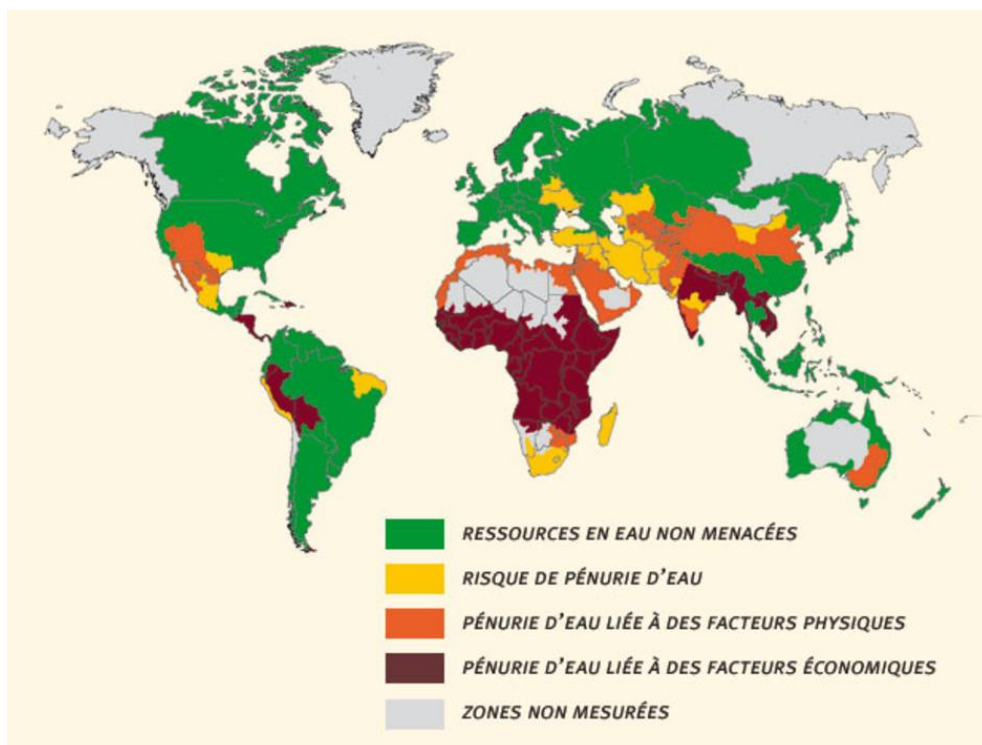 RESSOURCES EN EAU NON MENACÉES
RISQUE DE PÉNURIE D'EAU
PÉNURIE D'EAU LIÉE À DES FACTEURS PHYSIQUES
PÉNURIE D'EAU LIÉE À DES FACTEURS ÉCONOMIQUES
ZONES NON MESURÉES